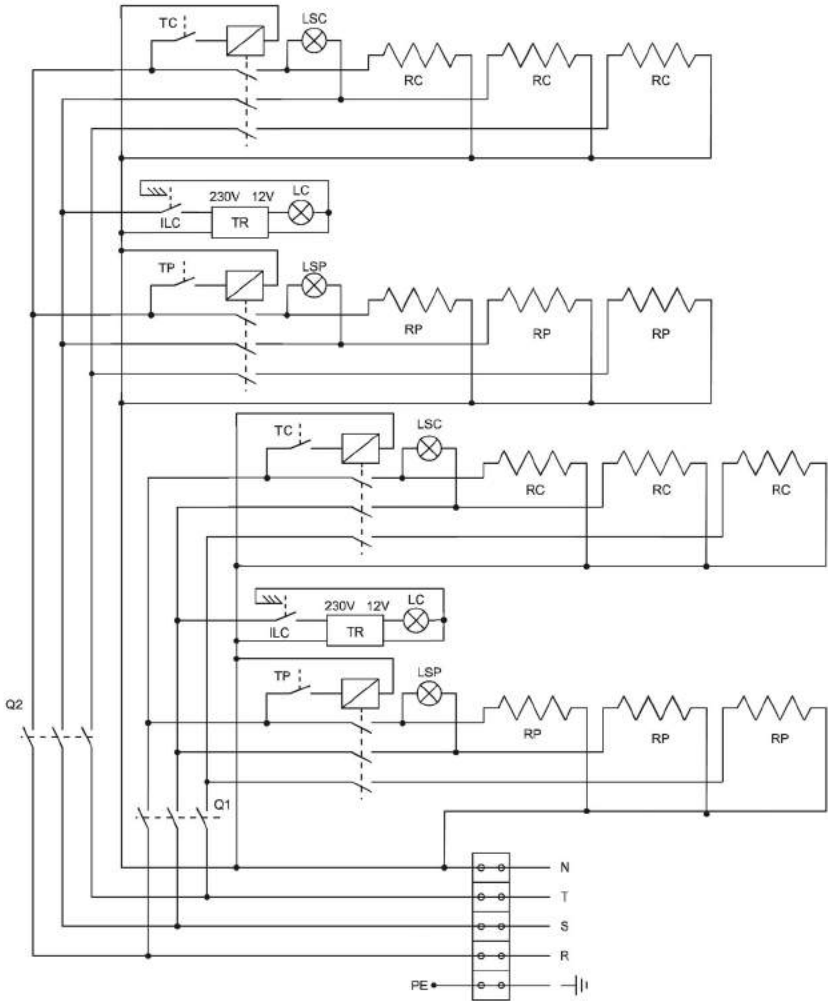 TC LSC
RC RC RC
230V 12V LC
ILC TR
TP LSP
RP RP RP
TC LSC
RC RC RC
230V 12V LC
ILC TR
TP LSP
Q2
RP RP RP
Q1
N
T
S
R
PE